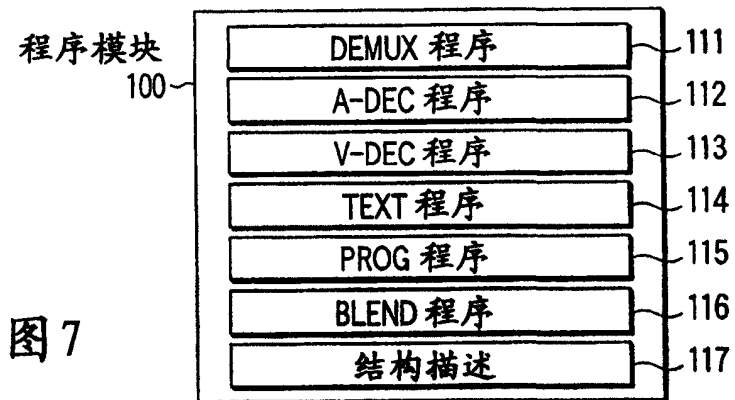 程序模块
100
DEMUX 程序 111
A-DEC 程序 112
V-DEC 程序 113
TEXT 程序 114
PROG 程序 115
BLEND 程序 116
结构描述 117
图 7